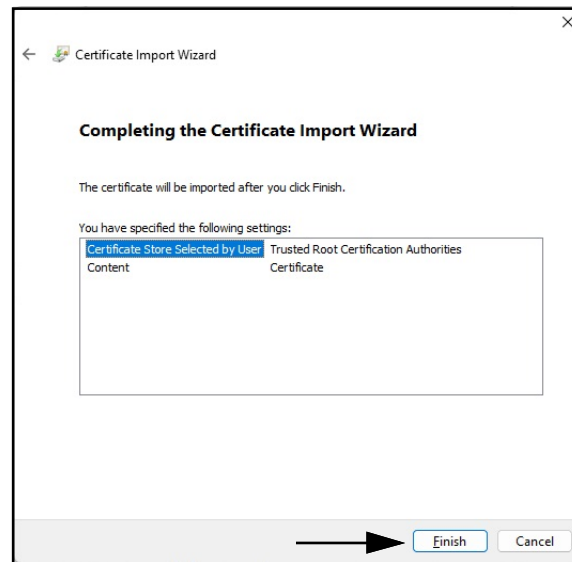 Certificate Import Wizard
Completing the Certificate Import Wizard
The certificate will be imported after you click Finish.
You have specified the following settings:
Certificate Store Selected by User Trusted Root Certification Authorities
Content Certificate
Finish Cancel